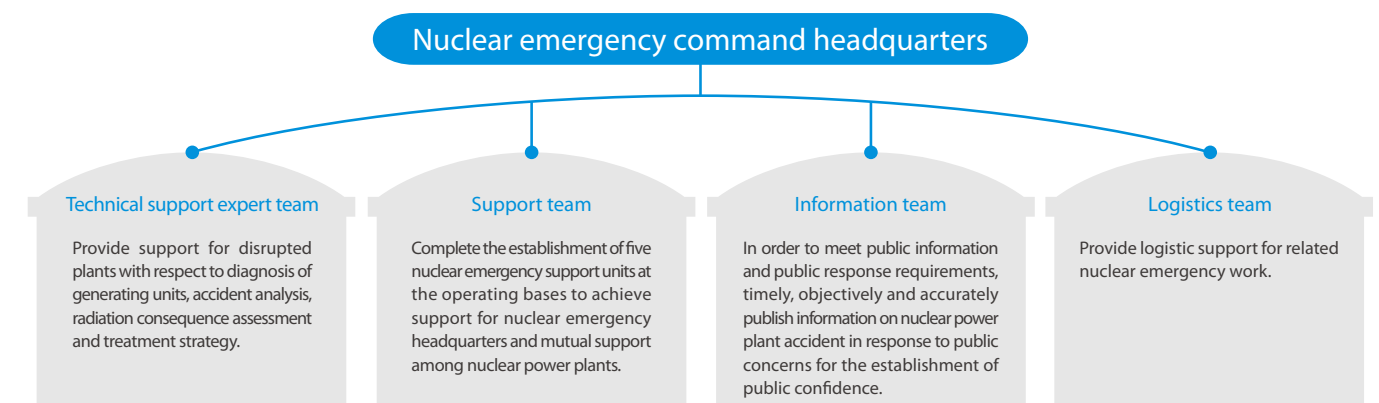 Nuclear emergency command headquarters
Technical support expert team
Provide support for disrupted
plants with respect to diagnosis of
generating units, accident analysis,
radiation consequence assessment
and treatment strategy.
Support team
Complete the establishment of five
nuclear emergency support units at
the operating bases to achieve
support for nuclear emergency
headquarters and mutual support
among nuclear power plants.
Information team
In order to meet public information
and public response requirements,
timely, objectively and accurately
publish information on nuclear power
plant accident in response to public
concerns for the establishment of
public confidence.
Logistics team
Provide logistic support for related
nuclear emergency work.